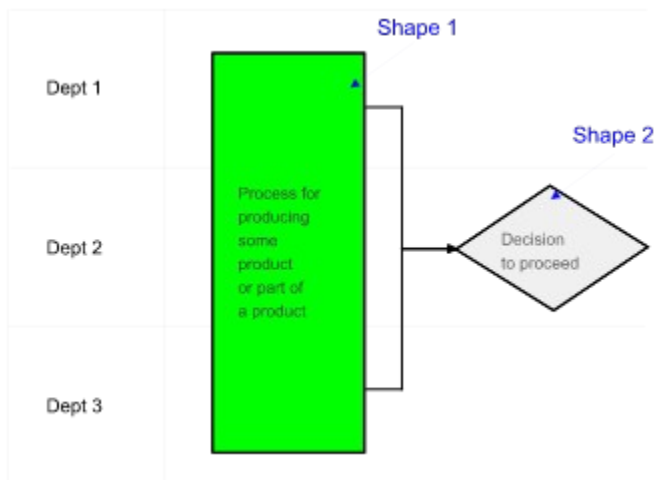 Shape 1
Dept 1
Shape 2
Process for
producing
some
product
or part of
a product
Dept 2
Decision
to proceed
Dept 3